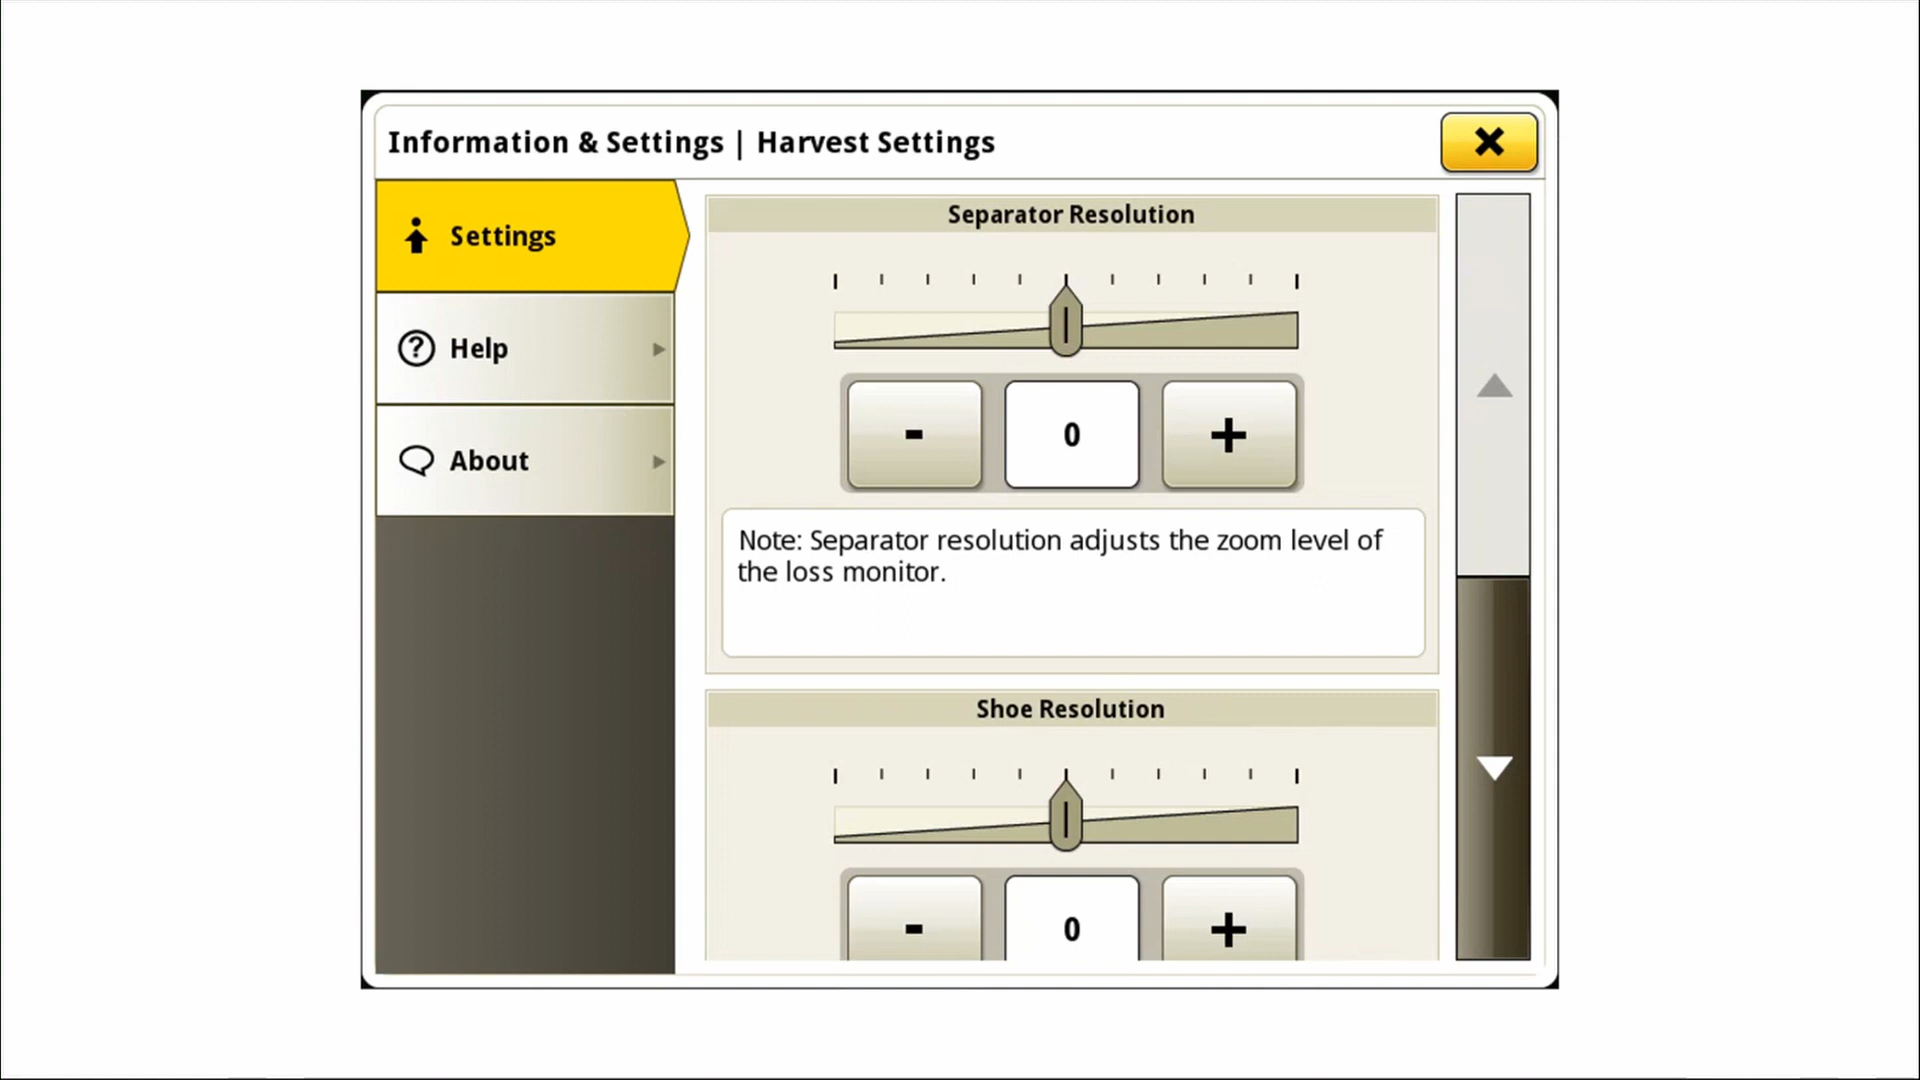 Information & Settings | Harvest Settings
Settings
Help
About
Separator Resolution
- 0 +
Note: Separator resolution adjusts the zoom level of
the loss monitor.
Shoe Resolution
- 0 +